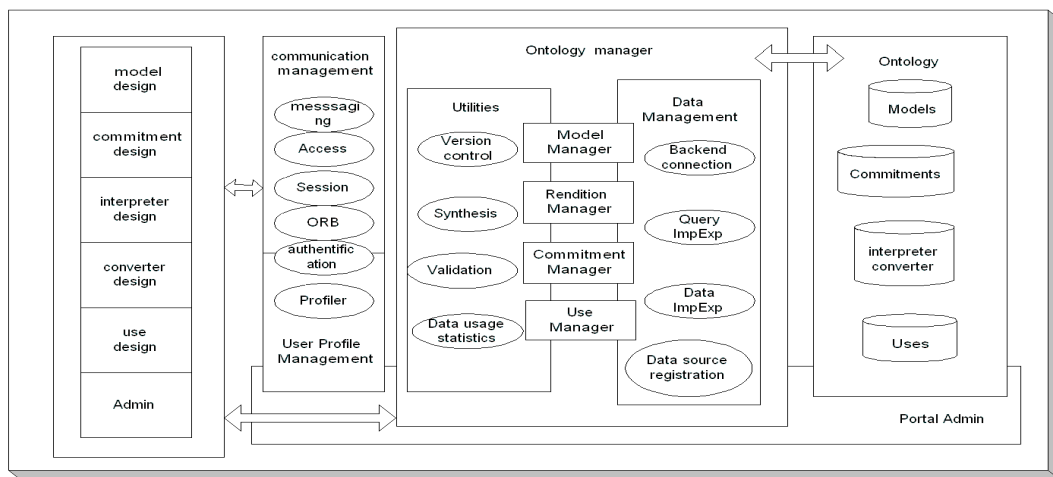 model
design
commitment
design
interpreter
design
converter
design
use
design
Admin
communication
management
messsagi
ng
Access
Session
ORB
authentific
ation
Profiler
User Profile
Management
Ontology manager
Utilities
Version
control
Synthesis
Validation
Data usage
statistics
Model
Manager
Rendition
Manager
Commitment
Manager
Use
Manager
Data
Management
Backend
connection
Query
ImpExp
Data
ImpExp
Data source
registration
Ontology
Models
Commitments
interpreter
converter
Uses
Portal Admin